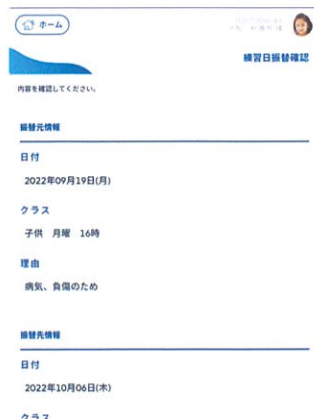 ホーム
練習日振替確認
内容を確認してください。
振替元情報
日付
2022年09月19日(月)
クラス
子供 月曜 16時
理由
病気、負傷のため
振替先情報
日付
2022年10月06日(木)
クラス